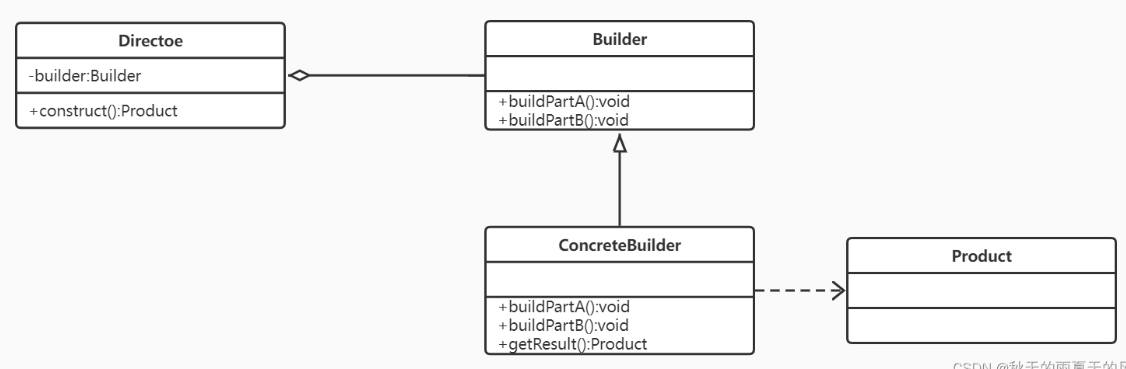 Directoe
-builder:Builder
+construct():Product
Builder
+buildPartA():void
+buildPartB():void
ConcreteBuilder
+buildPartA():void
+buildPartB():void
+getResult():Product
Product
CSDN @秋天的雨夏天的